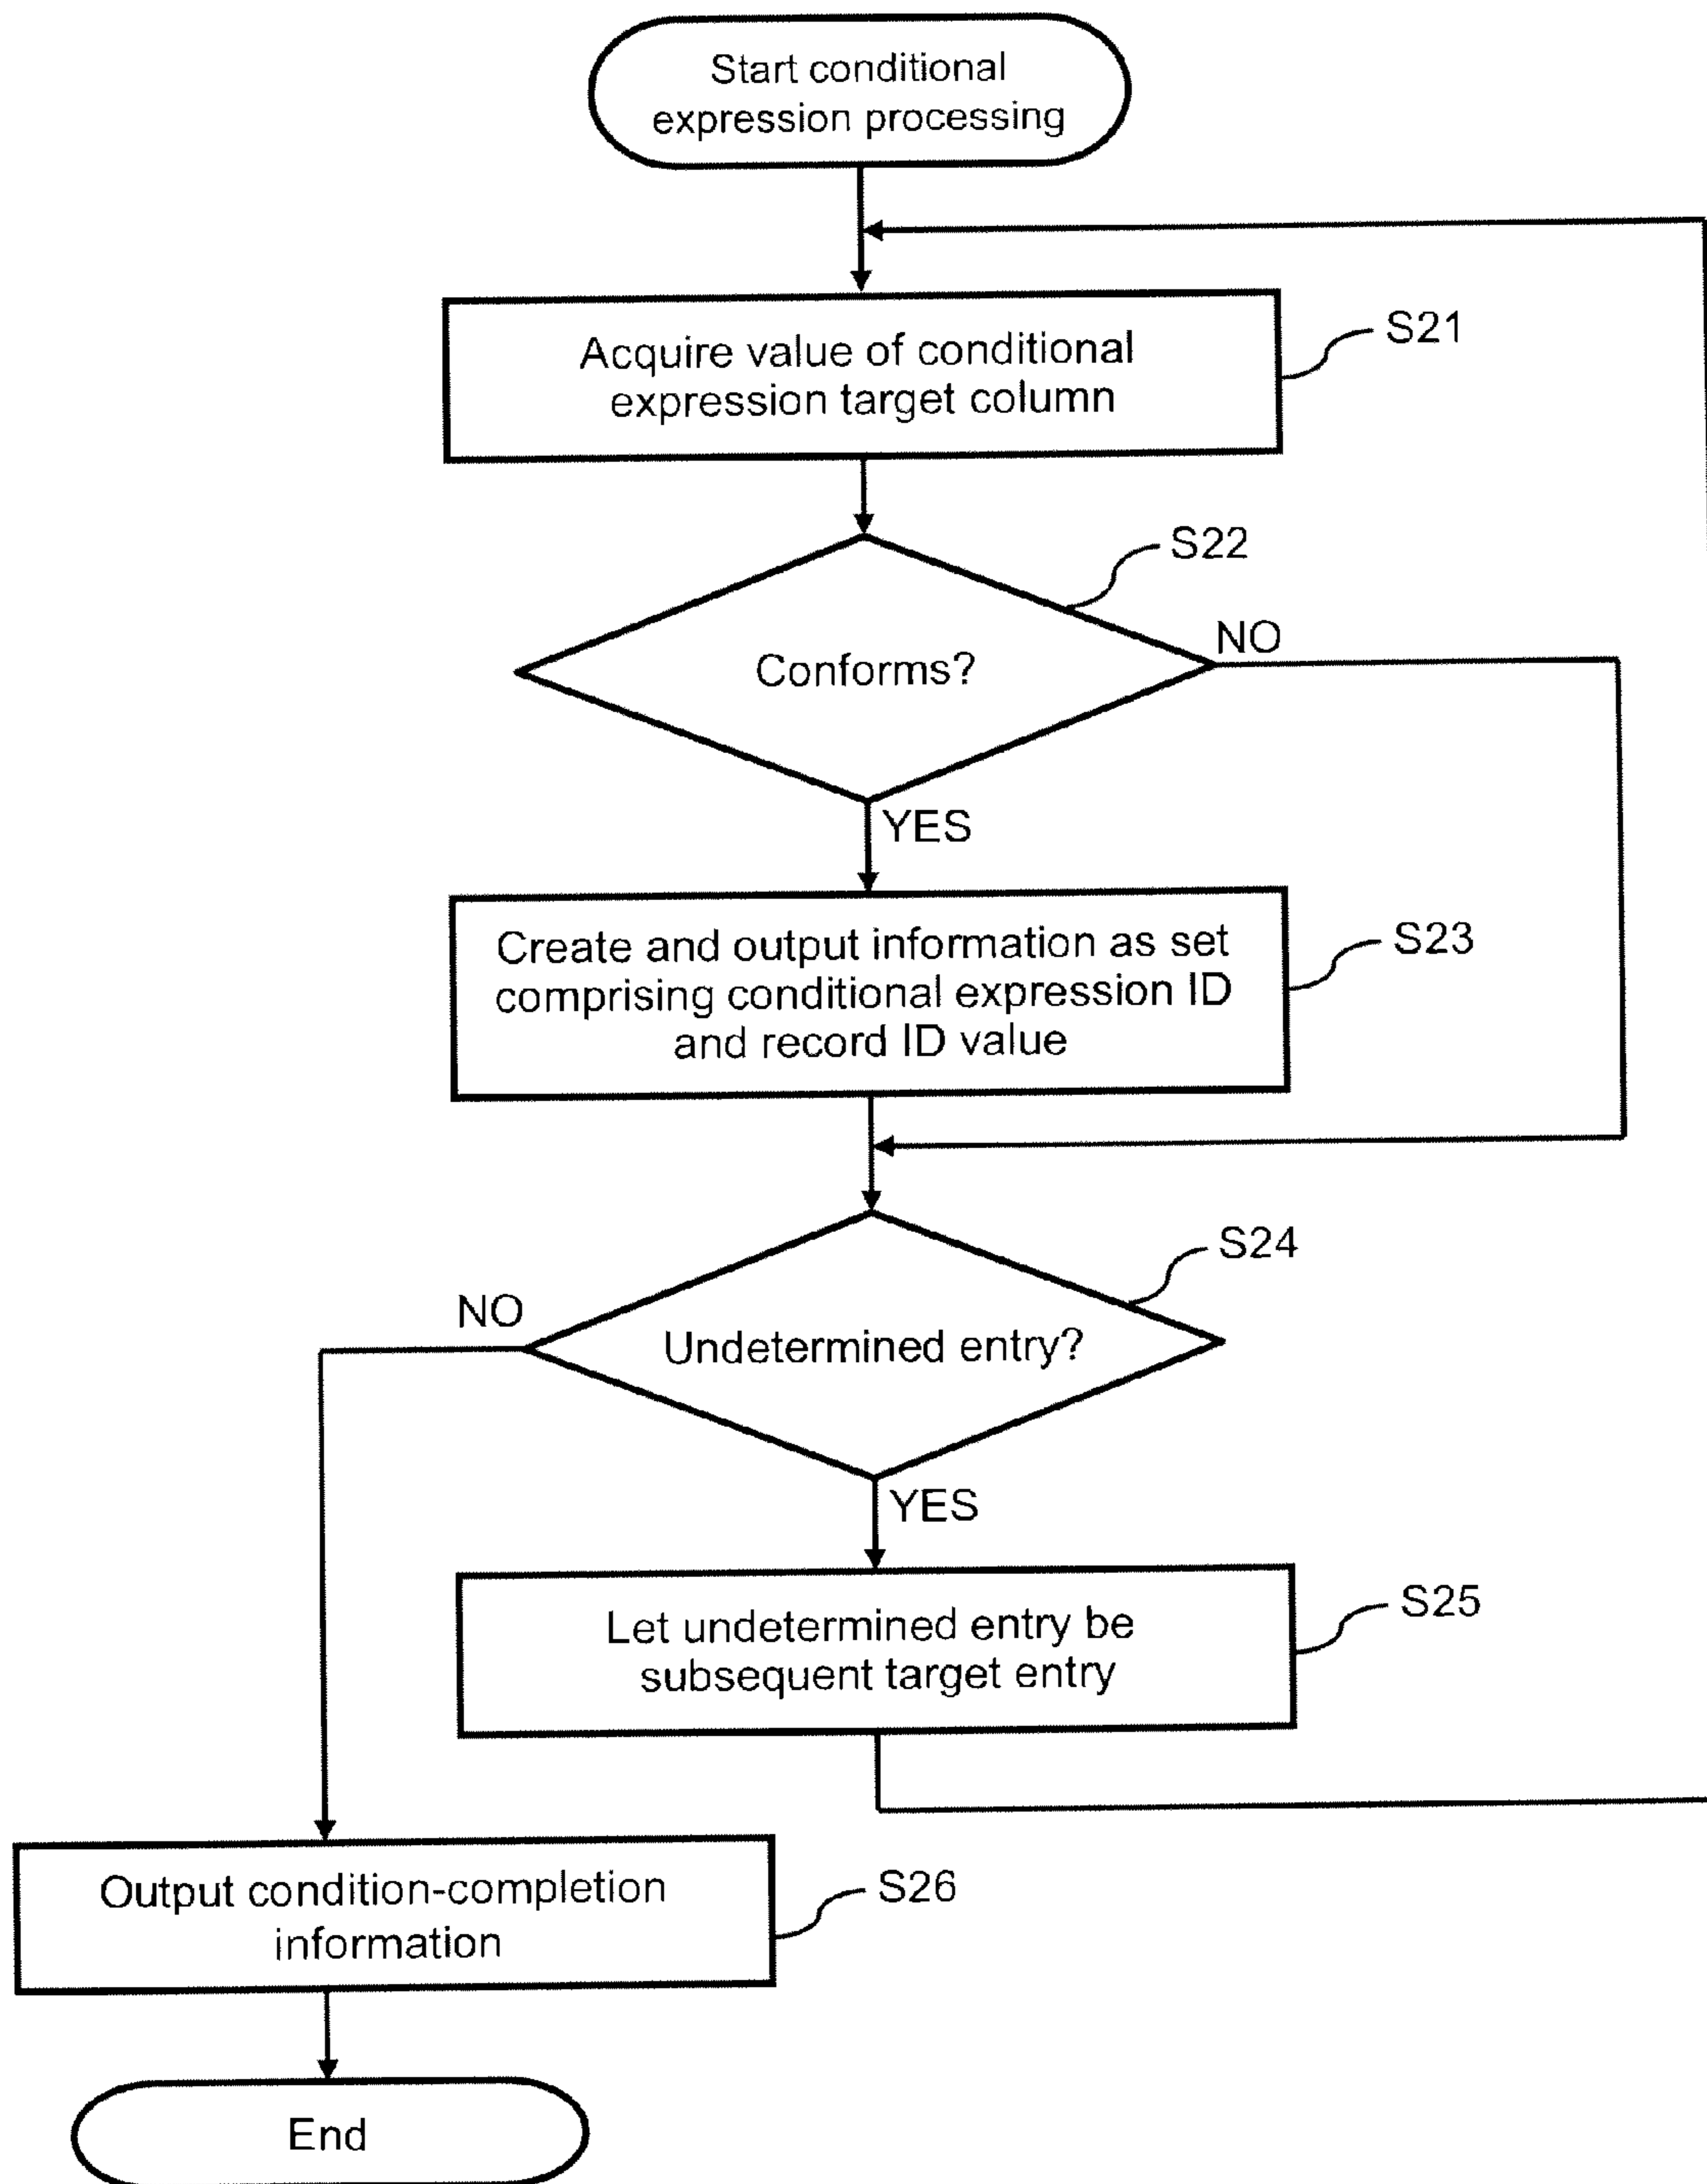 Start conditional
expression processing
Acquire value of conditional
expression target column
S21
S22
Conforms?
NO
YES
Create and output information as set
comprising conditional expression ID
and record ID value
S23
S24
NO
Undetermined entry?
YES
Let undetermined entry be
subsequent target entry
S25
Output condition-completion
information
S26
End